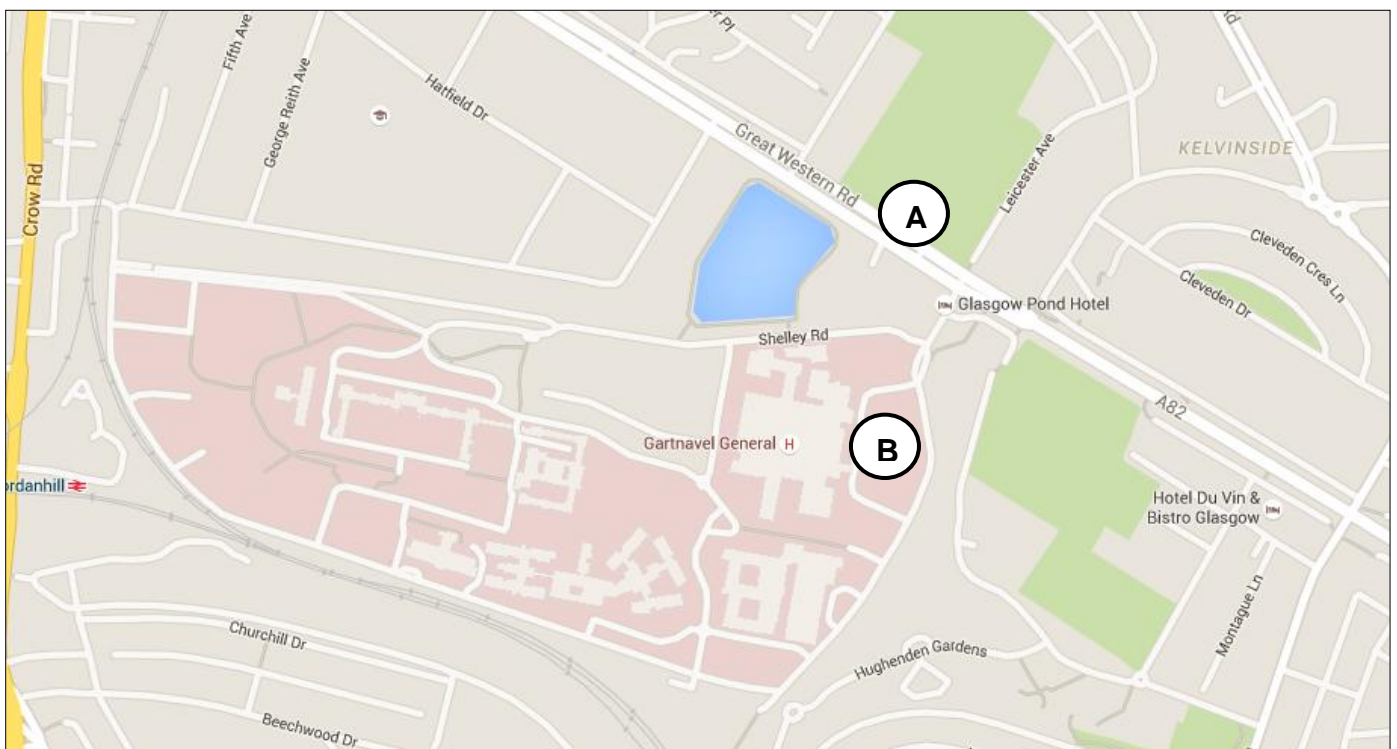 Fifth Ave
George Reith Ave
Hatfield Dr
Great Western Rd
Leicester Ave
KELVINSIDE
Crow Rd
A
Cleveden Cres Ln
Cleveden Dr
Glasgow Pond Hotel
Shelley Rd
A82
Gartnavel General H
B
Hotel Du Vin &
Bistro Glasgow
ordanhill
Montague Ln
Churchill Dr
Hughenden Gardens
Beechwood Dr